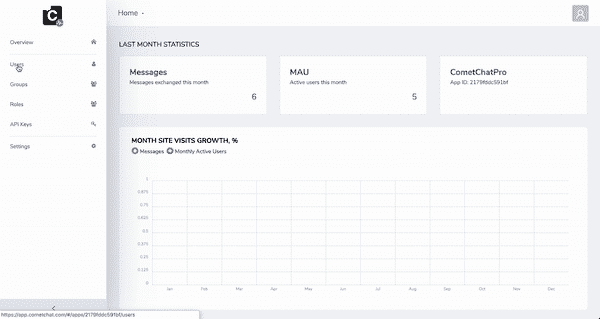 C
Home
Overview
Users
Groups
Roles
API Keys
Settings
LAST MONTH STATISTICS
Messages
Messages exchanged this month
6
MAU
Active users this month
5
CometChatPro
App ID. 2179fddc591bf
MONTH SITE VISITS GROWTH, %
Messages Monthly Active Users
1
0.875
0.75
0.625
0.5
0.375
0.25
0.125
0
Jan Feb Mar Apr May Jun Jul Aug Sep Oct Nov Dec
https://app.cometchat.com/#/apps/2179fddc591bf/users